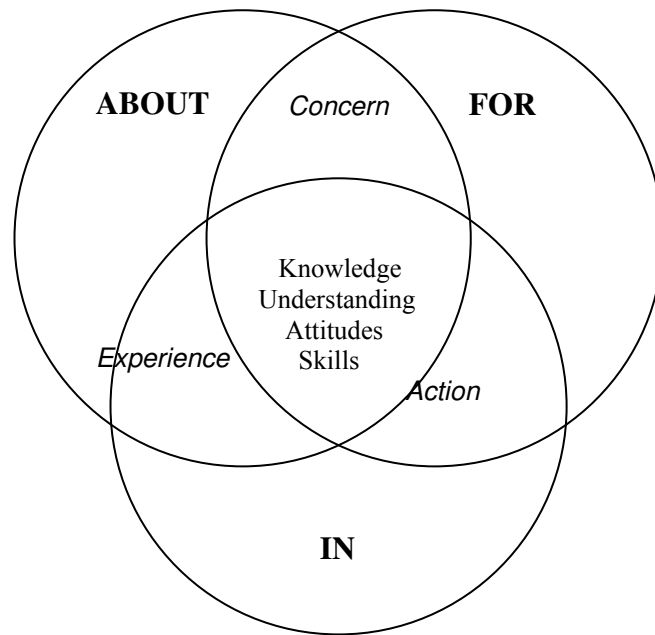 ABOUT
Concern
FOR
Knowledge
Understanding
Attitudes
Skills
Experience
Action
IN